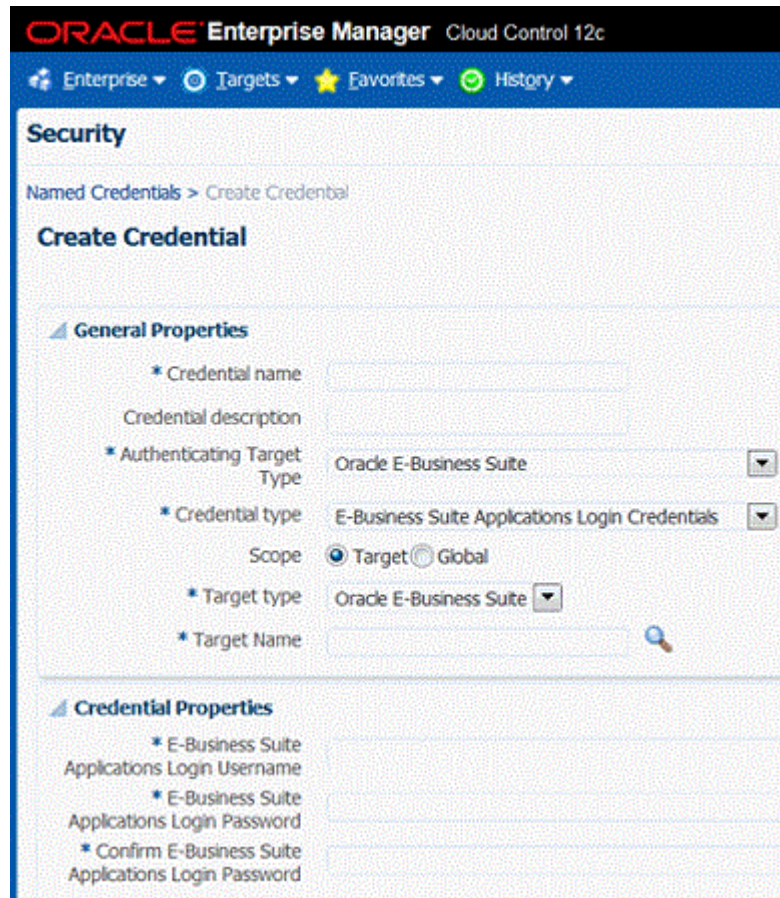 ORACLE Enterprise Manager Cloud Control 12c
Enterprise Targets Favorites History
Security
Named Credentials > Create Credential
Create Credential
General Properties
* Credential name
Credential description
* Authenticating Target
Type
Oracle E-Business Suite
* Credential type
E-Business Suite Applications Login Credentials
Scope
Target Global
* Target type
Oracle E-Business Suite
* Target Name
Credential Properties
* E-Business Suite
Applications Login Username
* E-Business Suite
Applications Login Password
* Confirm E-Business Suite
Applications Login Password